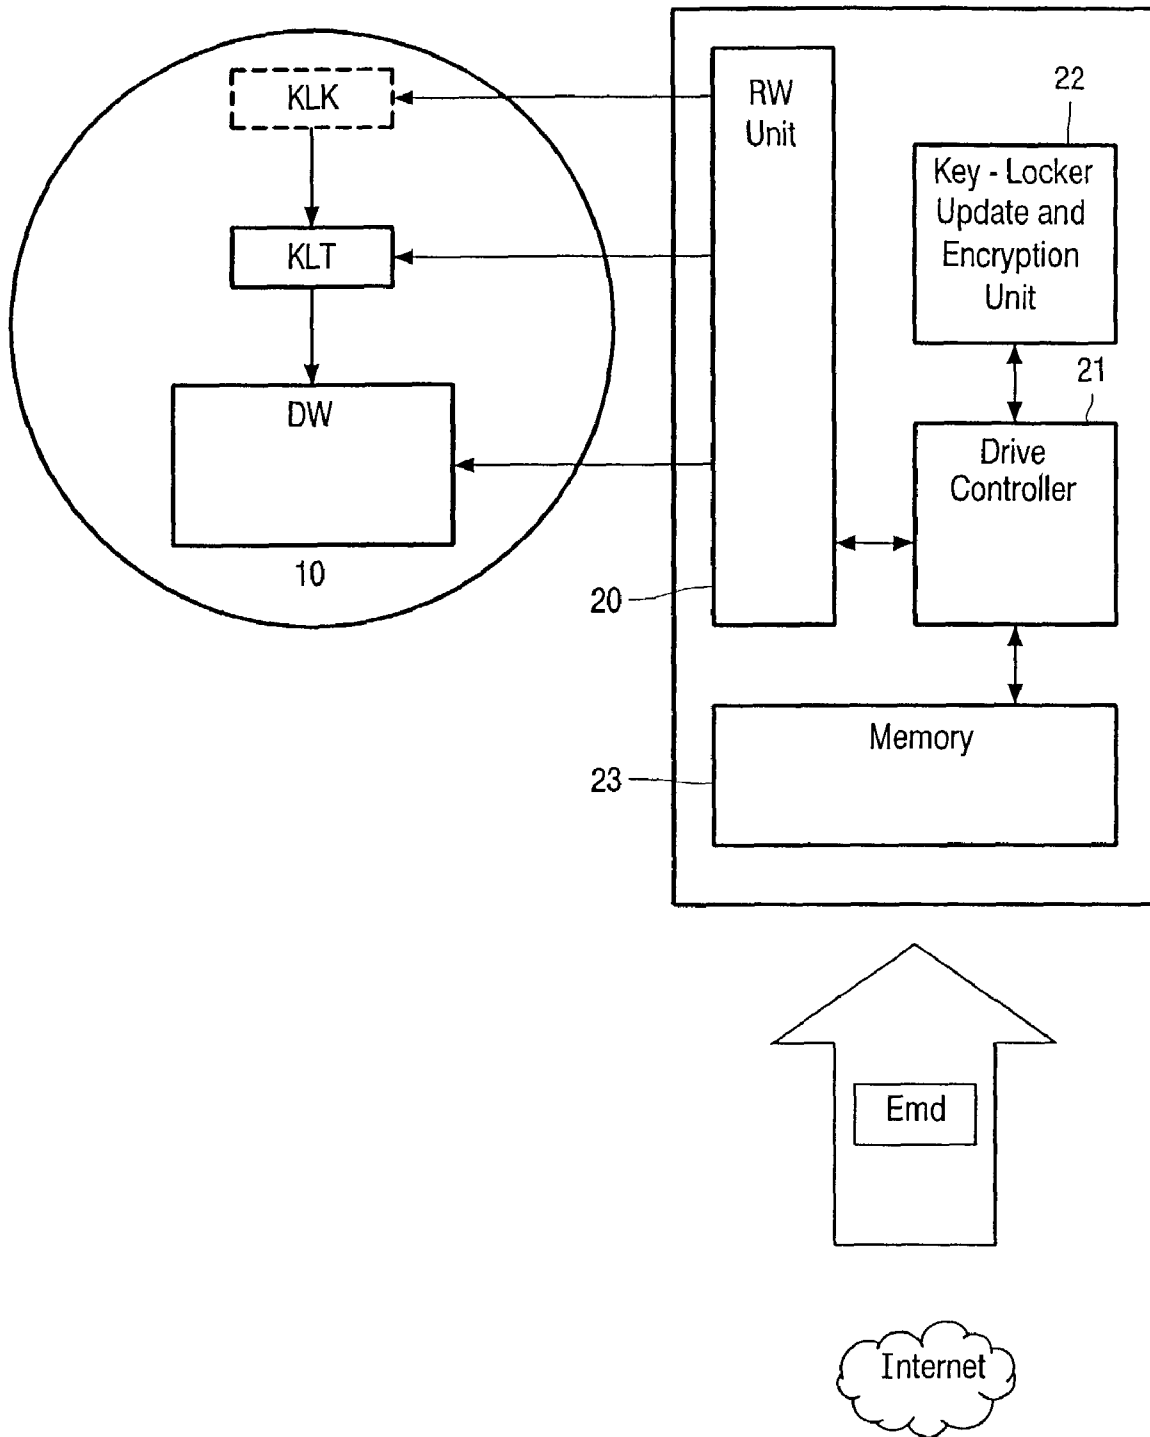 KLK
KLT
DW
10
RW
Unit
20
22
Key - Locker
Update and
Encryption
Unit
21
Drive
Controller
Memory
23
Emd
Internet